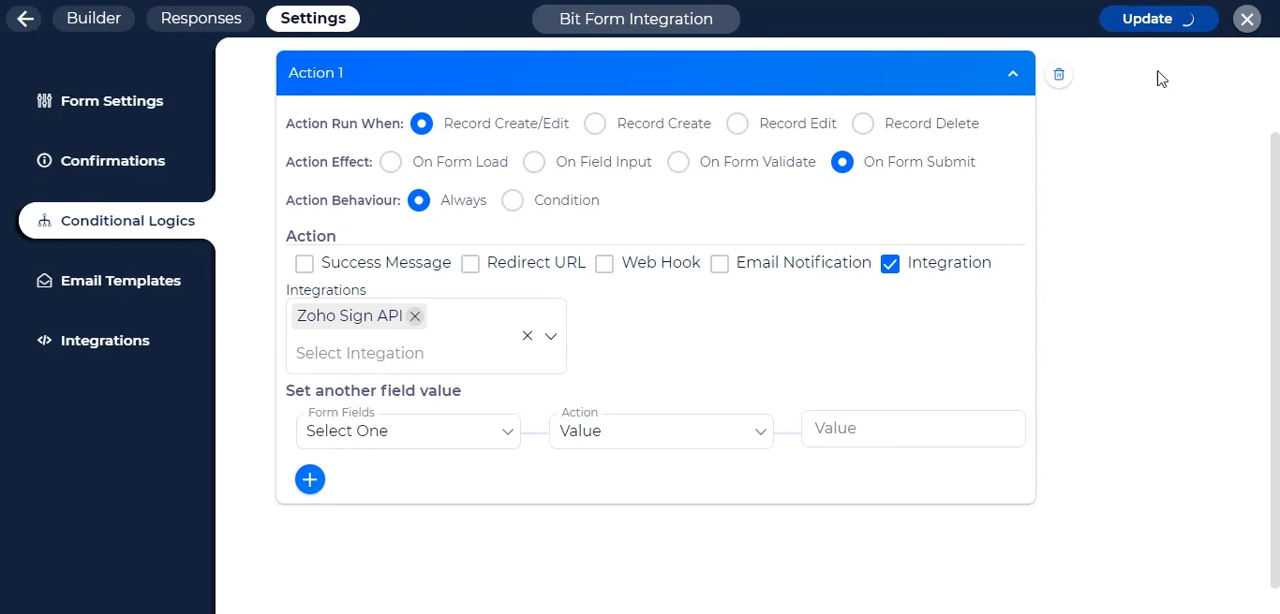 Builder Responses Settings Bit Form Integration Update
Form Settings
Confirmations
Conditional Logics
Email Templates
Integrations
Action 1
Action Run When: Record Create/Edit Record Create Record Edit Record Delete
Action Effect: On Form Load On Field Input On Form Validate On Form Submit
Action Behaviour: Always Condition
Action
Success Message Redirect URL Web Hook Email Notification Integration
Integrations
Zoho Sign API
Select Integation
Set another field value
Form Fields Action
Select One Value Value